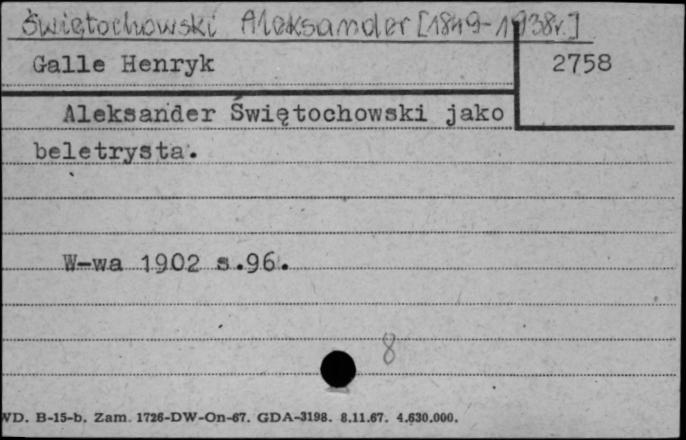 Świętochowski Aleksander [1849-1938r.]
Galle Henryk
2758
Aleksander Świętochowski jako
beletrysta.
W-wa 1902 s.96.
8
WD. B-15-b. Zam. 1726-DW-On-67. GDA-3198. 8.11.67. 4.630.000.